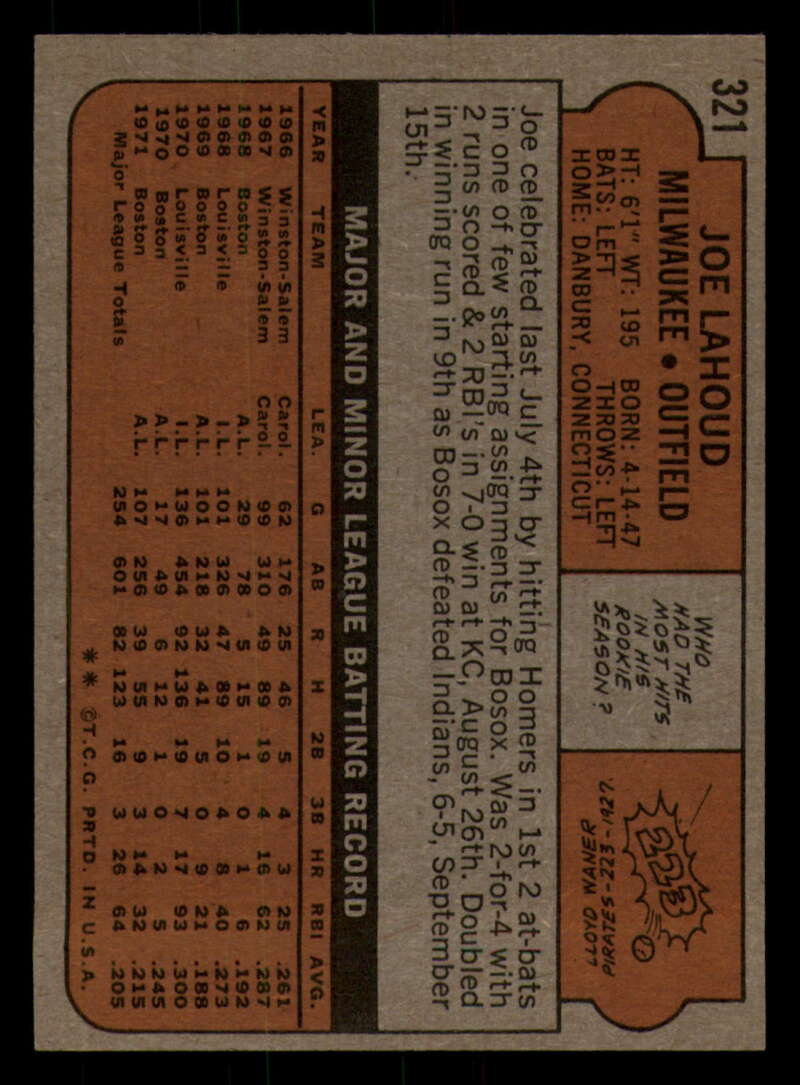 321
JOE LAHOUD
MILWAUKEE • OUTFIELD
HT: 6'1" WT: 195 BORN: 4-14-47
BATS: LEFT THROWS: LEFT
HOME: DANBURY, CONNECTICUT
WHO
HAD THE
MOST HITS
IN HIS
ROOKIE
SEASON?
LLOYD WANER
PIRATES-223-1927.
Joe celebrated last July 4th by hitting Homers in 1st 2 at-bats
in one of few starting assignments for Bosox. Was 2-for-4 with
2 runs scored & 2 RBI's in 7-0 win at KC, August 26th. Doubled
in winning run in 9th as Bosox defeated Indians, 6-5, September
15th.
MAJOR AND MINOR LEAGUE BATTING RECORD
YEAR TEAM LEA. G AB R H 2B 3B HR RBI AVG.
1966 Winston-Salem Carol. 62 176 25 46 5 4 3 25 .261
1967 Winston-Salem Carol. 99 310 49 89 19 4 16 62 .287
1968 Boston A.L. 29 78 5 15 1 0 1 6 .192
1968 Louisville I.L. 101 326 47 89 10 4 8 40 .273
1969 Boston A.L. 101 218 32 41 5 0 9 21 .188
1970 Louisville I.L. 136 454 92 136 19 7 17 93 .300
1970 Boston A.L. 17 49 6 12 1 0 2 5 .245
1971 Boston A.L. 107 256 39 55 9 3 14 32 .215
Major League Totals 254 601 82 123 16 3 26 64 .205
** ©T.C.G. PRTD. IN U.S.A.